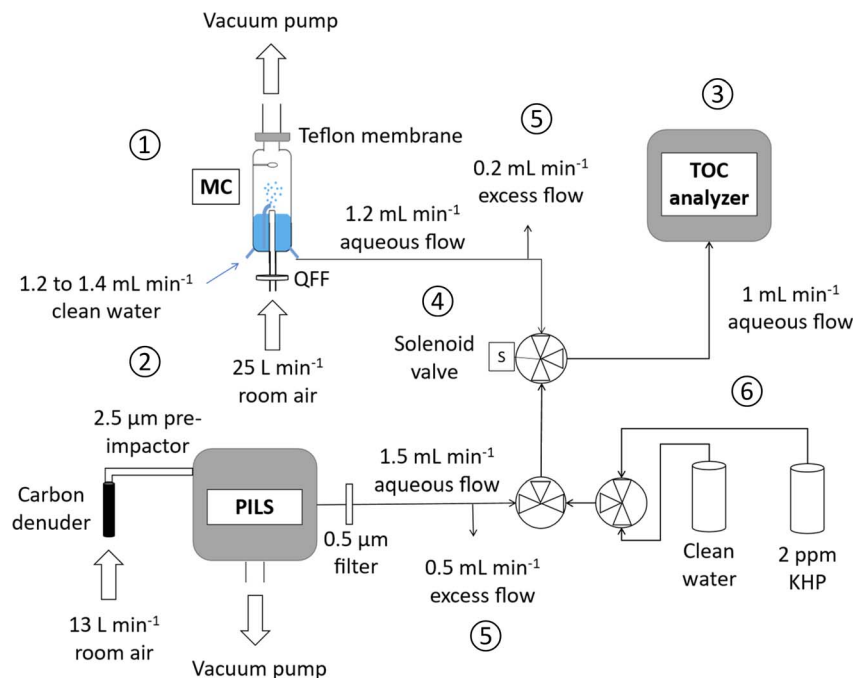 Vacuum pump
①
Teflon membrane
MC
1.2 mL min⁻¹
aqueous flow
⑤
0.2 mL min⁻¹
excess flow
③
TOC
analyzer
1.2 to 1.4 mL min⁻¹
clean water
QFF
25 L min⁻¹
room air
④
Solenoid
valve
S
1 mL min⁻¹
aqueous flow
②
2.5 µm pre-
impactor
Carbon
denuder
13 L min⁻¹
room air
PILS
Vacuum pump
0.5 µm
filter
1.5 mL min⁻¹
aqueous flow
0.5 mL min⁻¹
excess flow
⑤
⑥
Clean
water
2 ppm
KHP